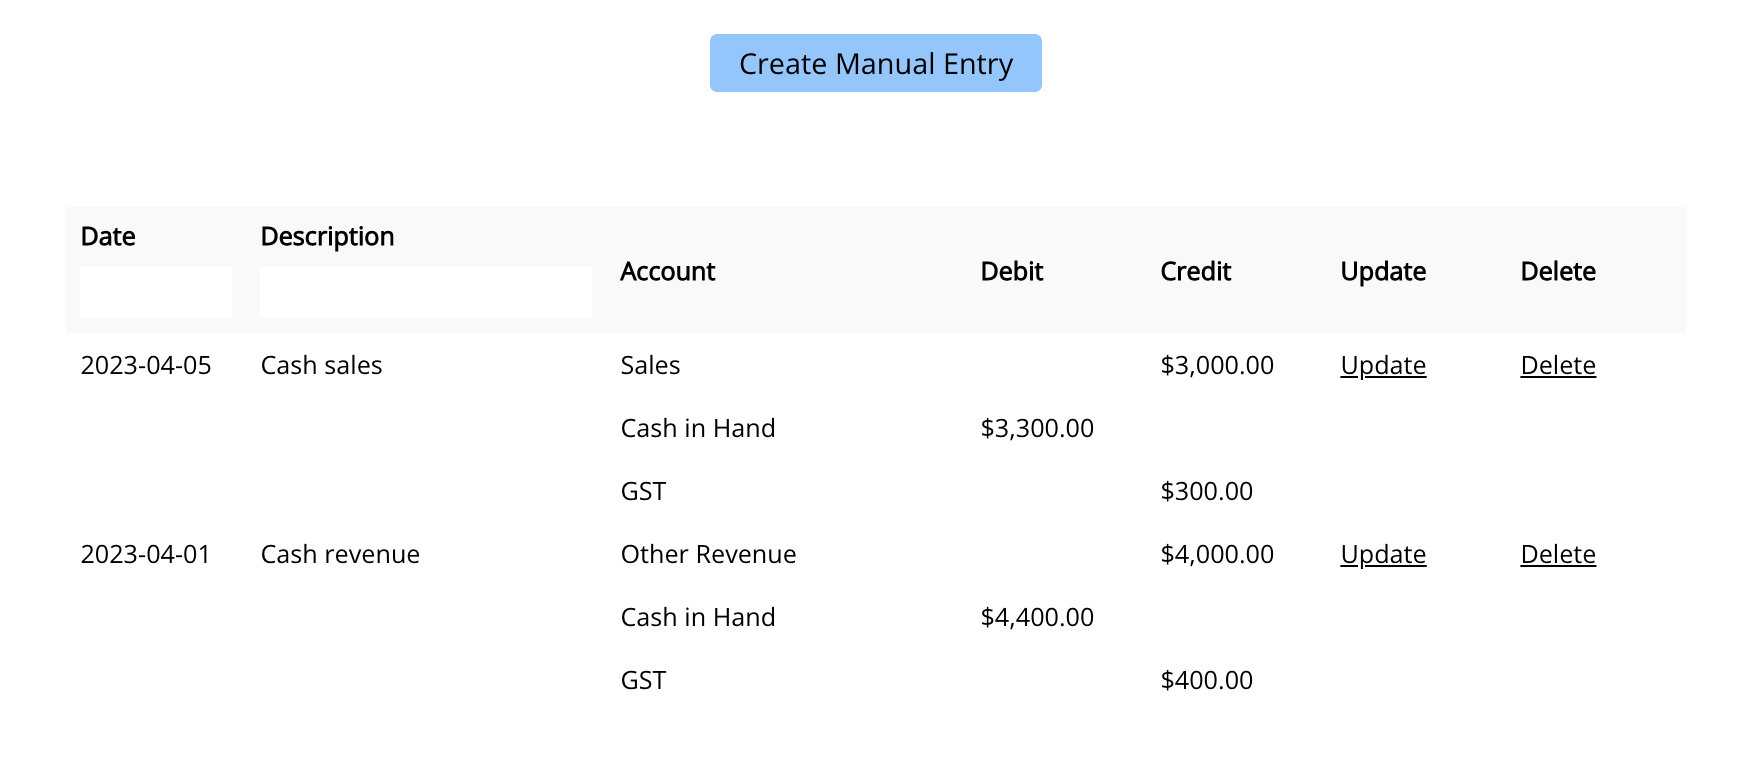 Create Manual Entry
Date Description Account Debit Credit Update Delete
2023-04-05 Cash sales Sales $3,000.00 Update Delete
Cash in Hand $3,300.00
GST $300.00
2023-04-01 Cash revenue Other Revenue $4,000.00 Update Delete
Cash in Hand $4,400.00
GST $400.00